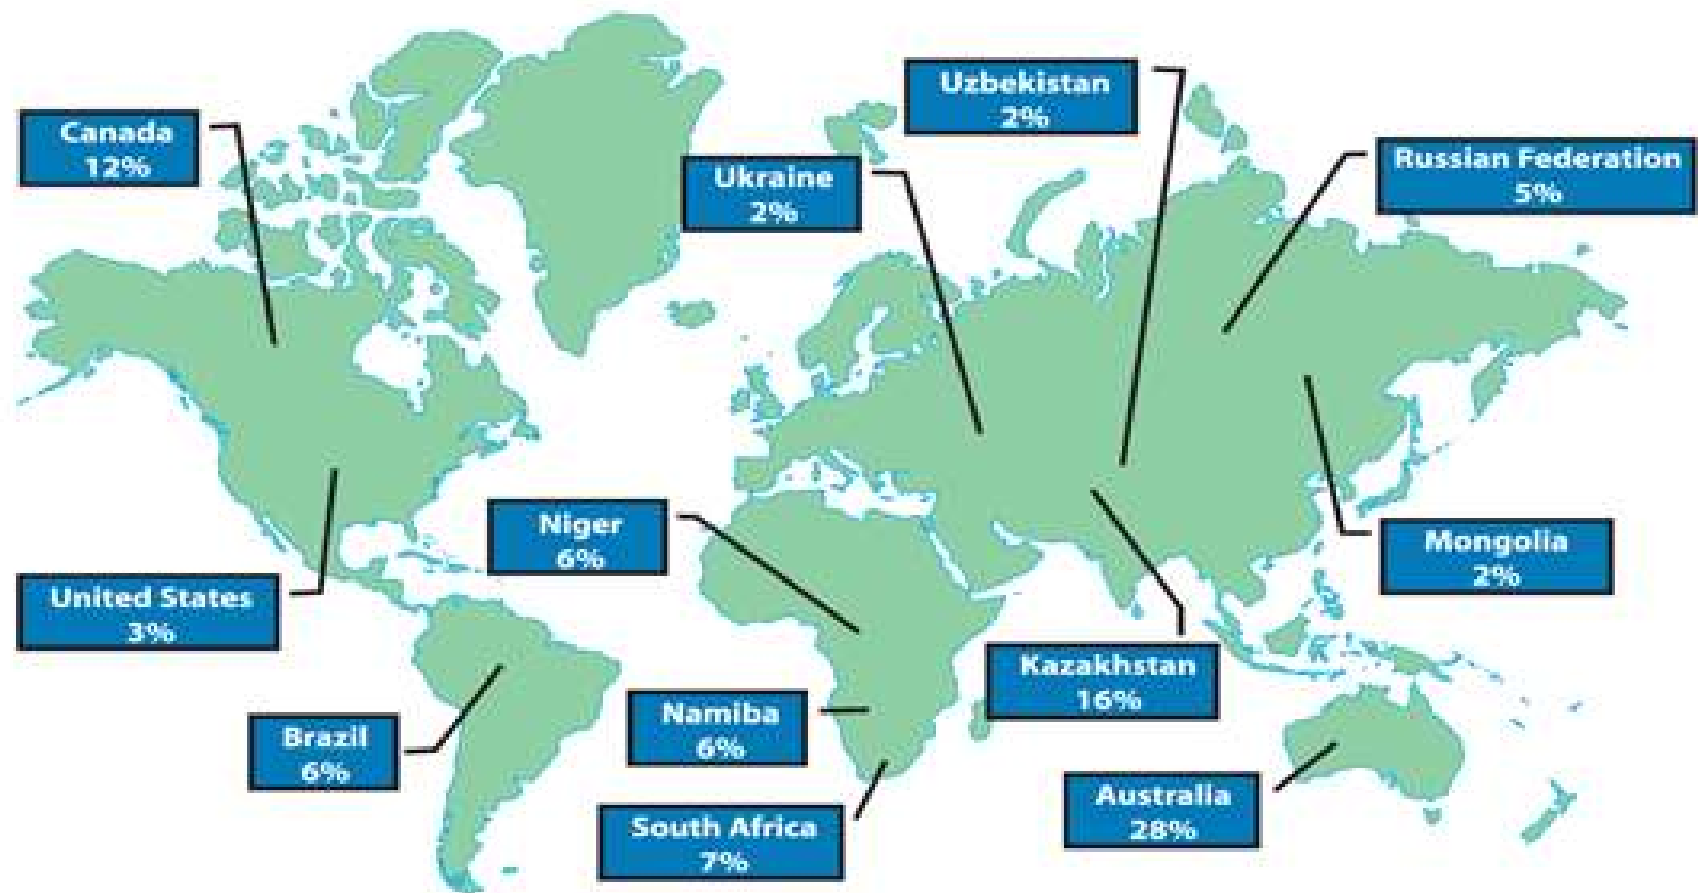 Uzbekistan
2%
Canada
12%
Russian Federation
5%
Ukraine
2%
Niger
6%
Mongolia
2%
United States
3%
Kazakhstan
16%
Namiba
6%
Brazil
6%
Australia
28%
South Africa
7%